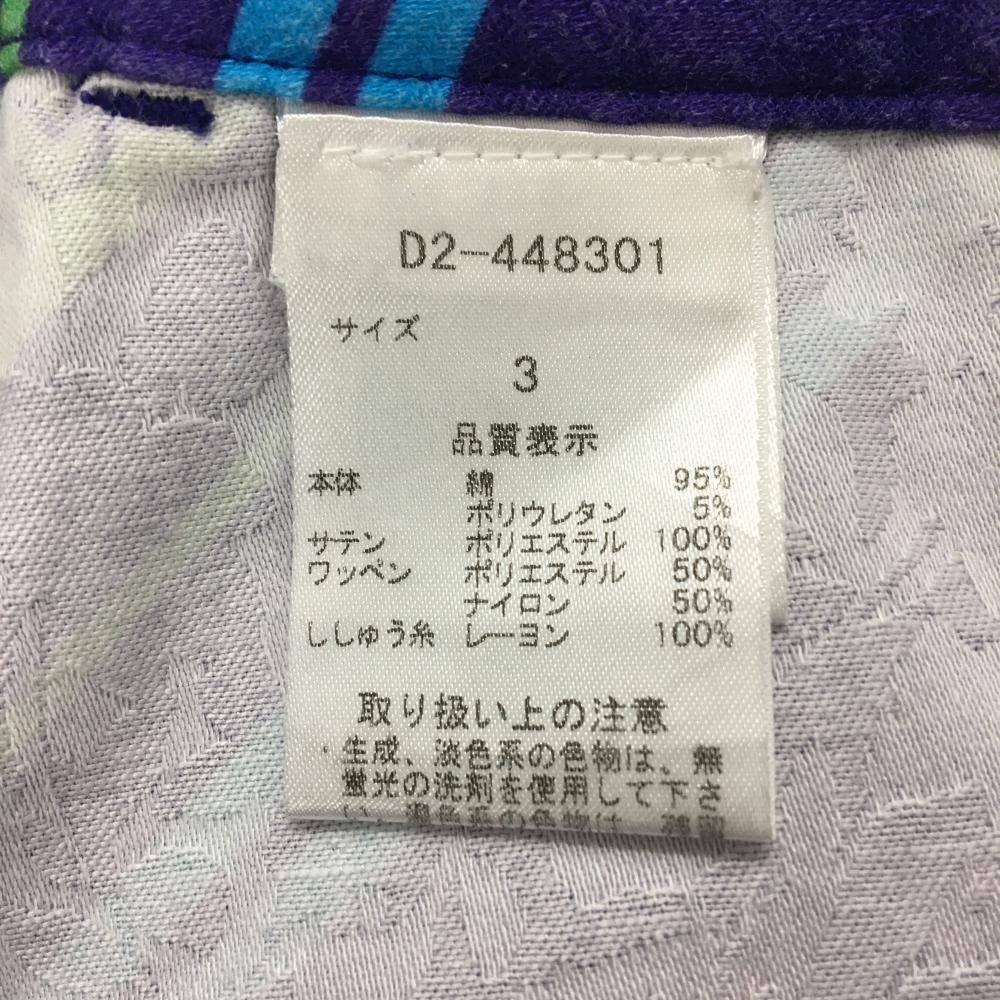 D2-448301
サイズ
3
品質表示
本体 綿 95%
ポリウレタン 5%
サテン ポリエステル 100%
ワッペン ポリエステル 50%
ナイロン 50%
ししゅう糸 レーヨン 100%
取り扱い上の注意
・生成、淡色系の色物は、無
蛍光の洗剤を使用して下さ